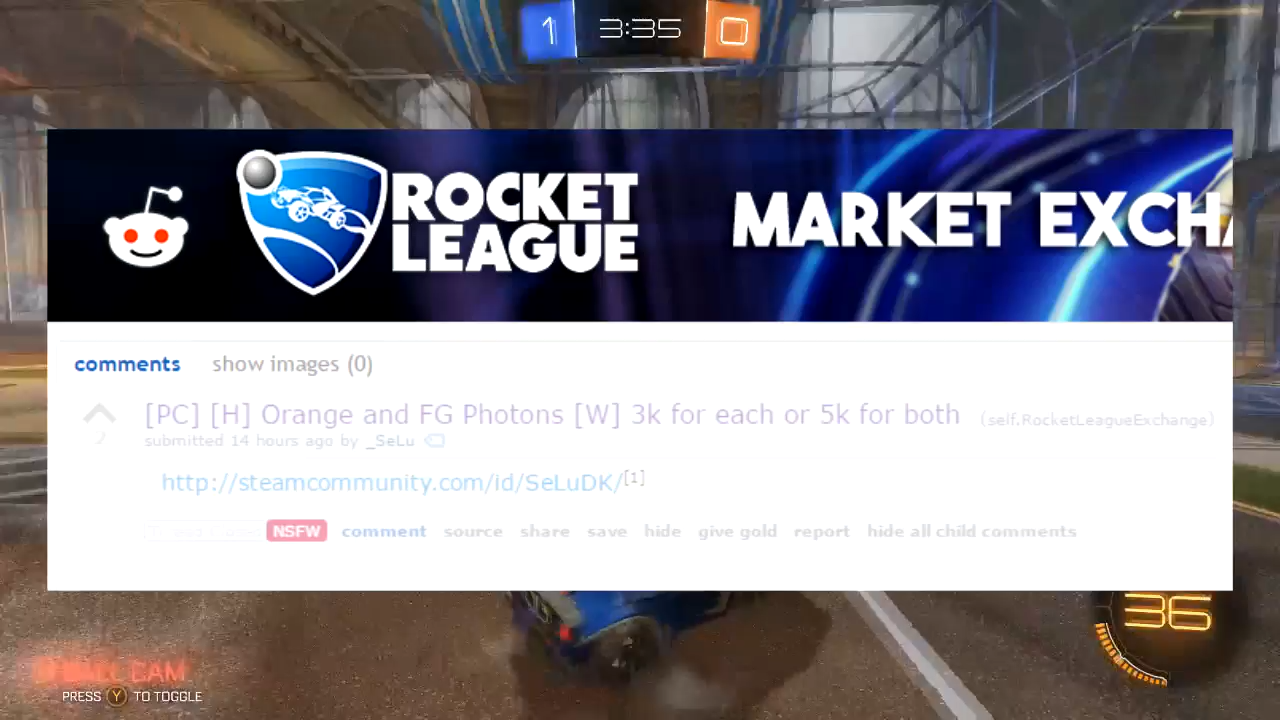 1 3:35 0
ROCKET
LEAGUE
MARKET EXCHA
comments show images (0)
[PC] [H] Orange and FG Photons [W] 3k for each or 5k for both (self.RocketLeagueExchange)
2
submitted 14 hours ago by _SeLu
http://steamcommunity.com/id/SeLuDK/[1]
NSFW comment source share save hide give gold report hide all child comments
36
CAM
PRESS Y TO TOGGLE